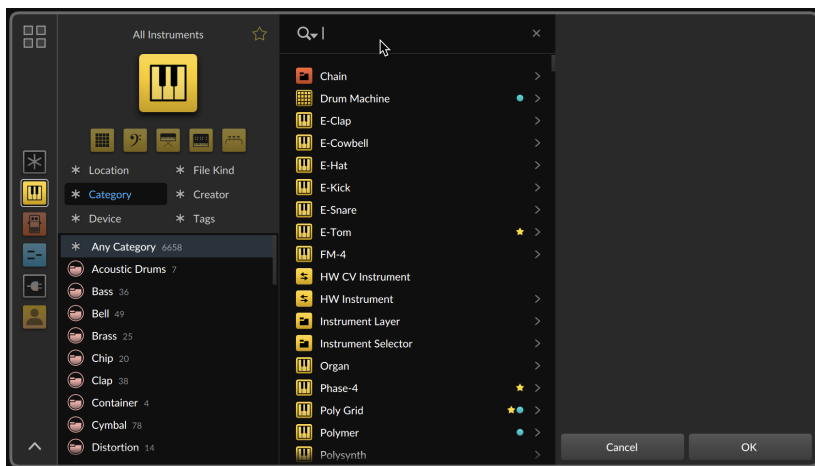 All Instruments
Location
File Kind
Category
Creator
Device
Tags
Any Category 6658
Acoustic Drums 7
Bass 36
Bell 49
Brass 25
Chip 20
Clap 38
Container 4
Cymbal 78
Distortion 14
Chain
Drum Machine
E-Clap
E-Cowbell
E-Hat
E-Kick
E-Snare
E-Tom
FM-4
HW CV Instrument
HW Instrument
Instrument Layer
Instrument Selector
Organ
Phase-4
Poly Grid
Polymer
Polysynth
Cancel
OK